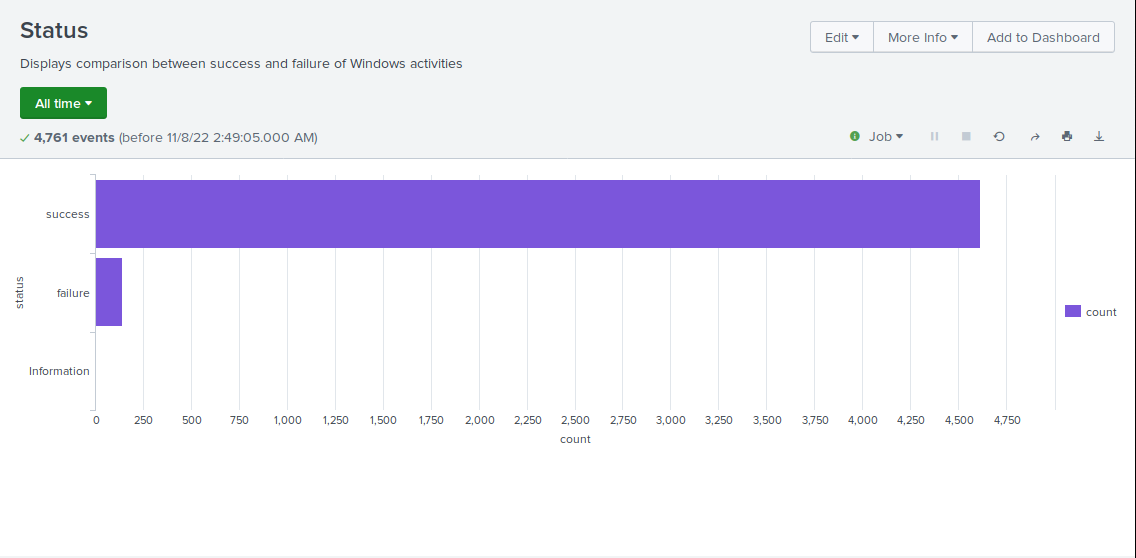 Status
Edit
More Info
Add to Dashboard
Displays comparison between success and failure of Windows activities
All time
4,761 events (before 11/8/22 2:49:05.000 AM)
Job
success
failure
Information
status
0 250 500 750 1,000 1,250 1,500 1,750 2,000 2,250 2,500 2,750 3,000 3,250 3,500 3,750 4,000 4,250 4,500 4,750
count
count